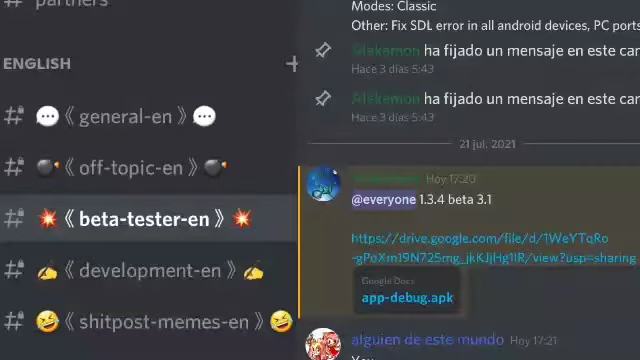 partners
ENGLISH
《 general-en 》
《 off-topic-en 》
《 beta-tester-en 》
《 development-en 》
《 shitpost-memes-en 》
Modes: Classic
Other: Fix SDL error in all android devices, PC ports
ha fijado un mensaje en este car
Hace 3 días 5:43
ha fijado un mensaje en este car
Hace 3 días 5:43
21 jul. 2021
Hoy 17:20
@everyone 1.3.4 beta 3.1
https://drive.google.com/file/d/1WeYTqRo
-gPoXm19N725mg_jkKJjHg1IR/view?usp=sharing
Google Docs
app-debug.apk
alguien de este mundo Hoy 17:21